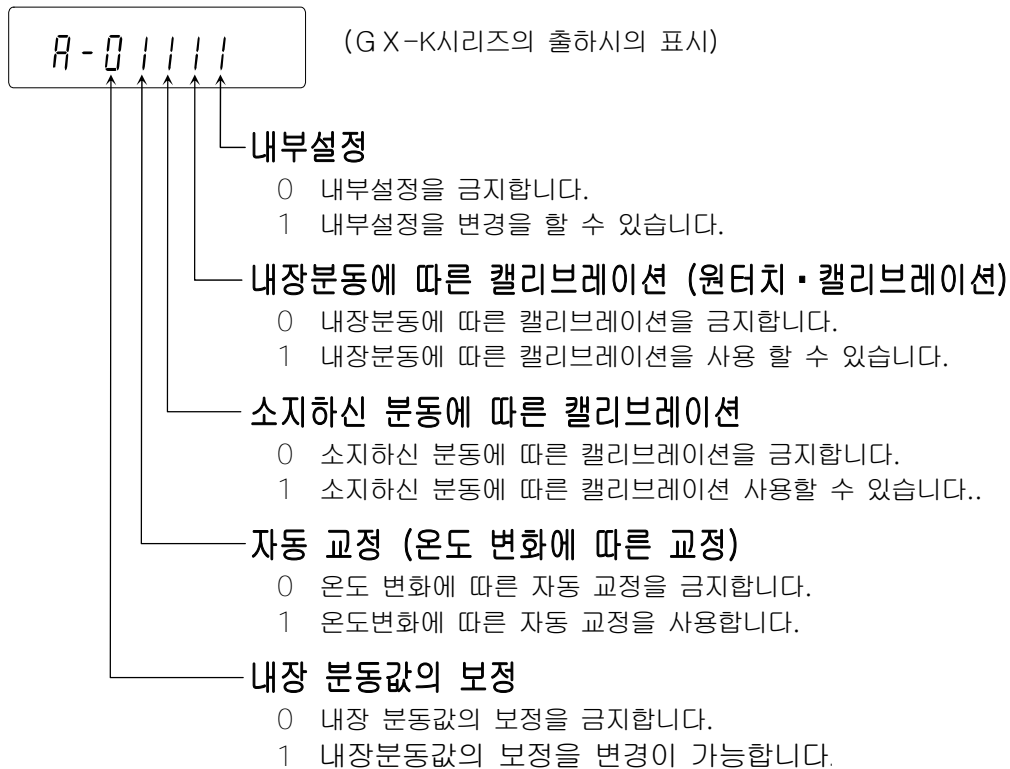 A-01111
(GX-K시리즈의 출하시의 표시)
내부설정
0 내부설정을 금지합니다.
1 내부설정을 변경을 할 수 있습니다.
내장분동에 따른 캘리브레이션 (원터치▪캘리브레이션)
0 내장분동에 따른 캘리브레이션을 금지합니다.
1 내장분동에 따른 캘리브레이션을 사용 할 수 있습니다.
소지하신 분동에 따른 캘리브레이션
0 소지하신 분동에 따른 캘리브레이션을 금지합니다.
1 소지하신 분동에 따른 캘리브레이션 사용할 수 있습니다..
자동 교정 (온도 변화에 따른 교정)
0 온도 변화에 따른 자동 교정을 금지합니다.
1 온도변화에 따른 자동 교정을 사용합니다.
내장 분동값의 보정
0 내장 분동값의 보정을 금지합니다.
1 내장분동값의 보정을 변경이 가능합니다.